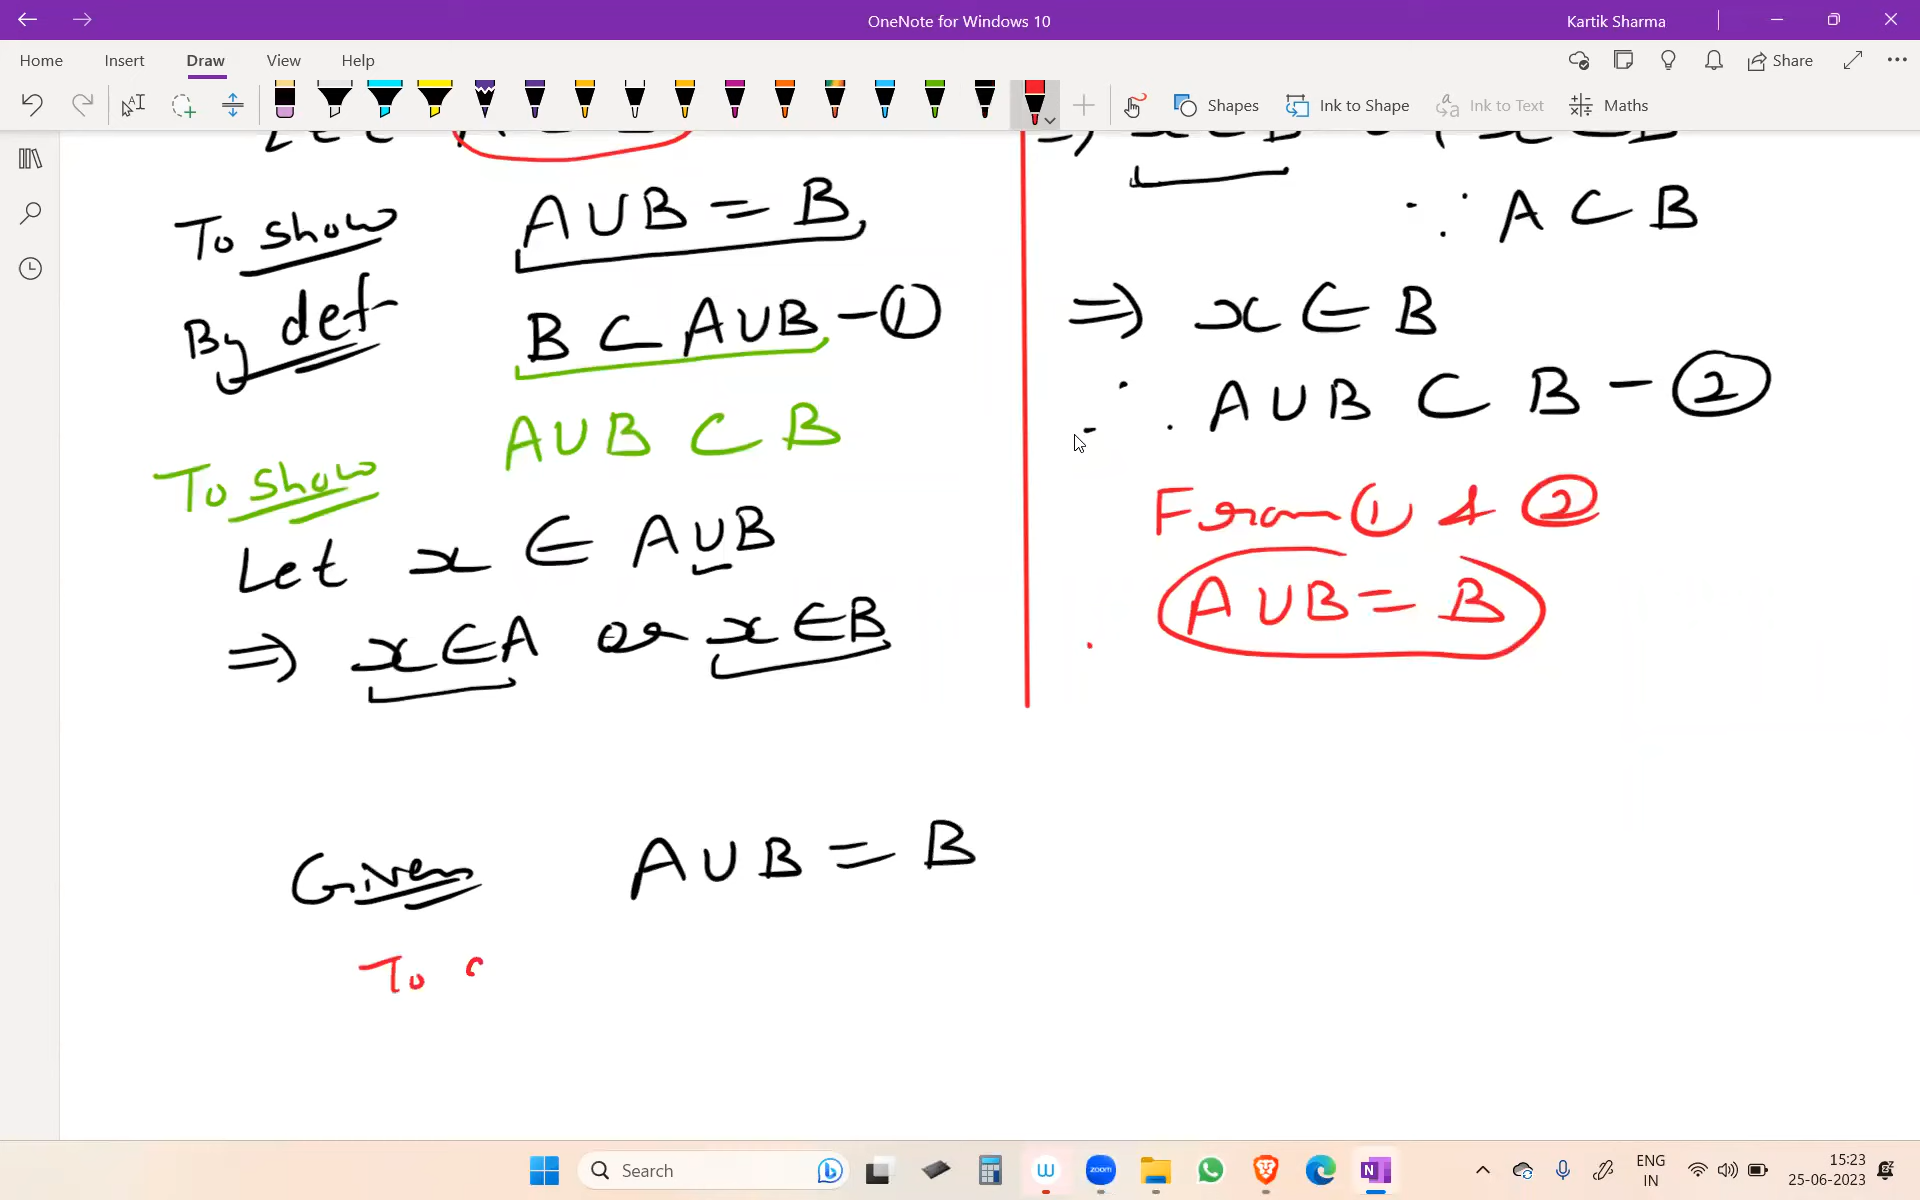 OneNote for Windows 10
Kartik Sharma
Home Insert Draw View Help
Share
Shapes Ink to Shape Ink to Text Maths
Let
To show A∪B = B,
By def B ⊂ A∪B - ①
To show A∪B ⊂ B
Let x ∈ A∪B
⇒ x∈A or x∈B
∵ A ⊂ B
⇒ x ∈ B
∴ A∪B ⊂ B - ②
From ① & ②
A∪B = B
Given A∪B = B
To
Search
zoom
ENG
IN
15:23
25-06-2023